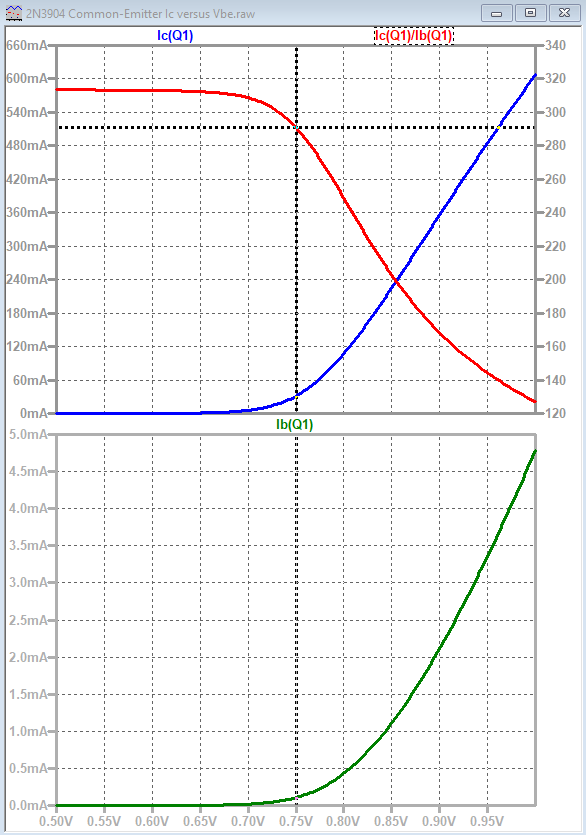 2N3904 Common-Emitter Ic versus Vbe.raw
Ic(Q1) Ic(Q1)/Ib(Q1)
660mA 340
600mA 320
540mA 300
480mA 280
420mA 260
360mA 240
300mA 220
240mA 200
180mA 180
120mA 160
60mA 140
0mA 120
Ib(Q1)
5.0mA
4.5mA
4.0mA
3.5mA
3.0mA
2.5mA
2.0mA
1.5mA
1.0mA
0.5mA
0.0mA
0.50V 0.55V 0.60V 0.65V 0.70V 0.75V 0.80V 0.85V 0.90V 0.95V